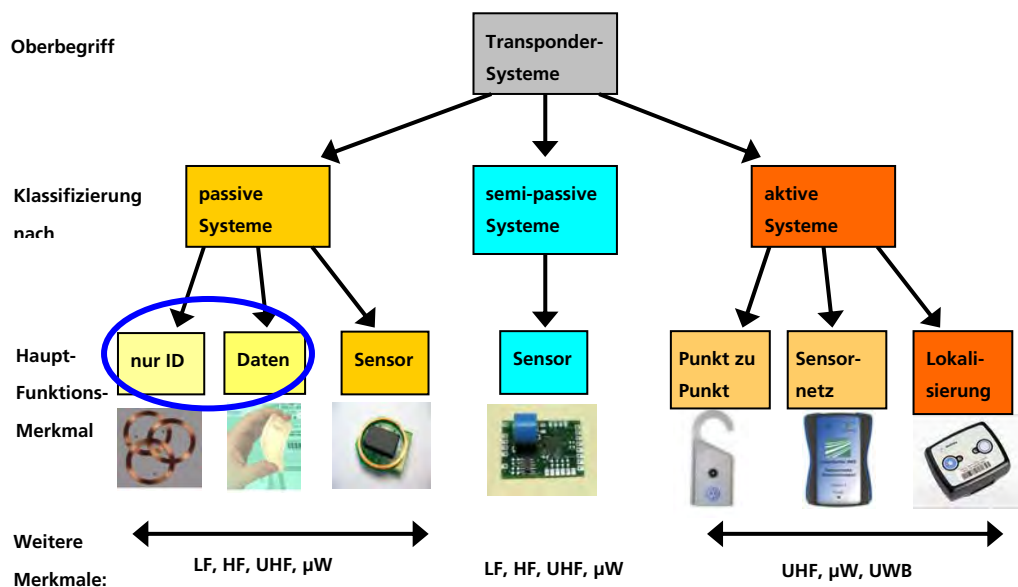 Oberbegriff
Transponder-
Systeme
Klassifizierung
nach
passive
Systeme
semi-passive
Systeme
aktive
Systeme
Haupt-
Funktions-
Merkmal
nur ID
Daten
Sensor
Sensor
Punkt zu
Punkt
Sensor-
netz
Lokali-
sierung
Weitere
Merkmale:
LF, HF, UHF, µW
LF, HF, UHF, µW
UHF, µW, UWB